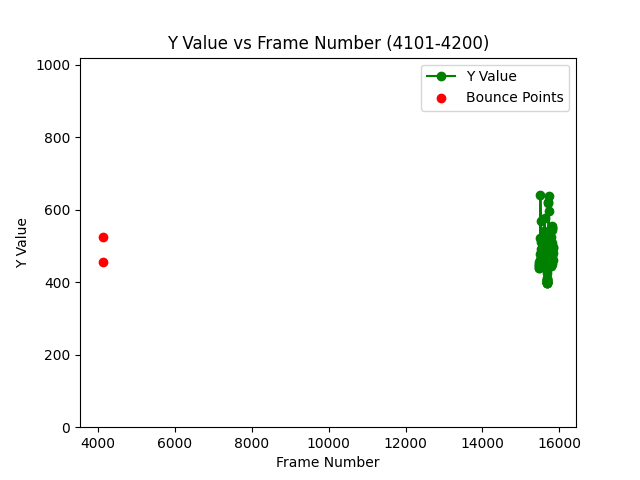 Y Value vs Frame Number (4101-4200)
Y Value
Bounce Points
1000
800
600
400
200
0
Y Value
4000 6000 8000 10000 12000 14000 16000
Frame Number